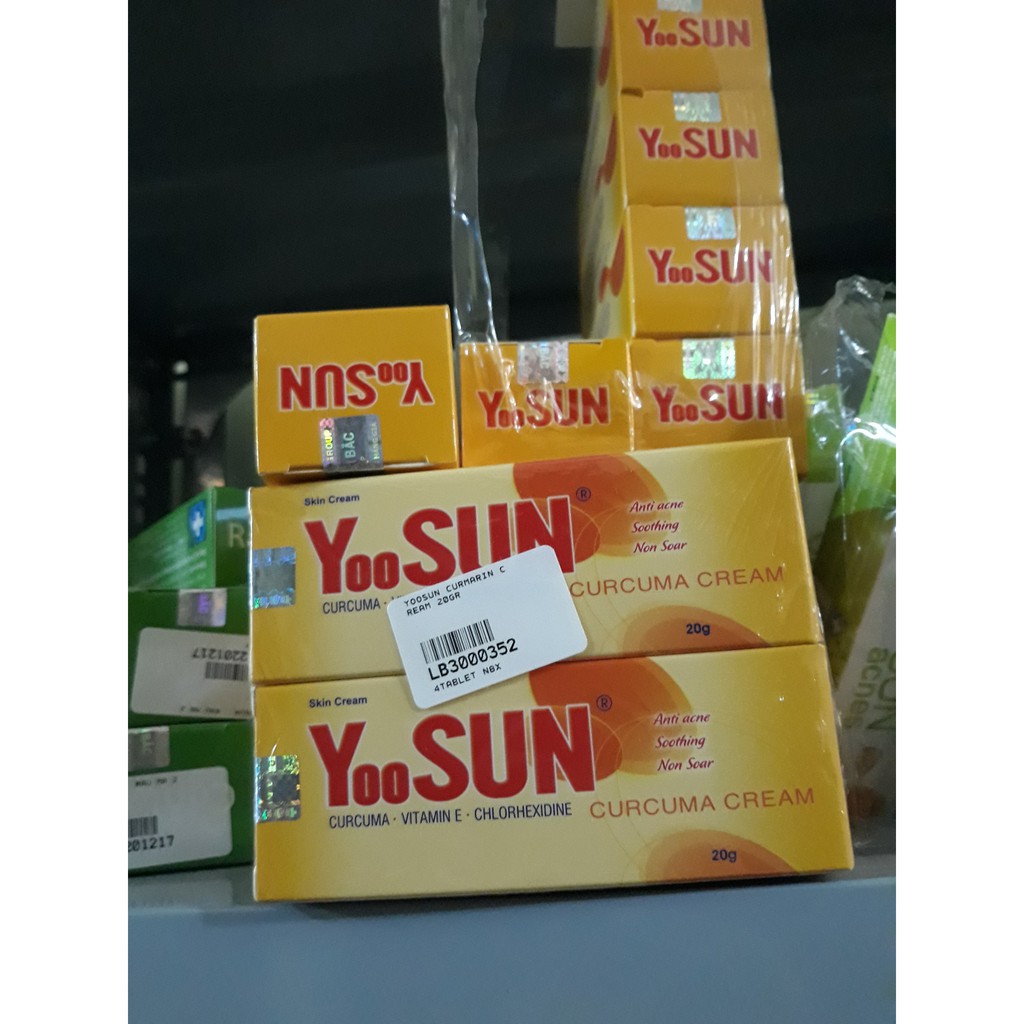 YooSUN
YooSUN
YooSUN
YooSUN
GROUP
BẮC
YooSUN
YooSUN
Skin Cream
YooSUN®
Anti acne
Soothing
Non Soar
CURCUMA
CURCUMA CREAM
20g
YOOSUN CURMARIN C
REAM 20GR
LB3000352
4TABLET NBX
Skin Cream
YooSUN®
Anti acne
Soothing
Non Soar
CURCUMA · VITAMIN E · CHLORHEXIDINE
CURCUMA CREAM
20g
R
2201217
201217
acnes